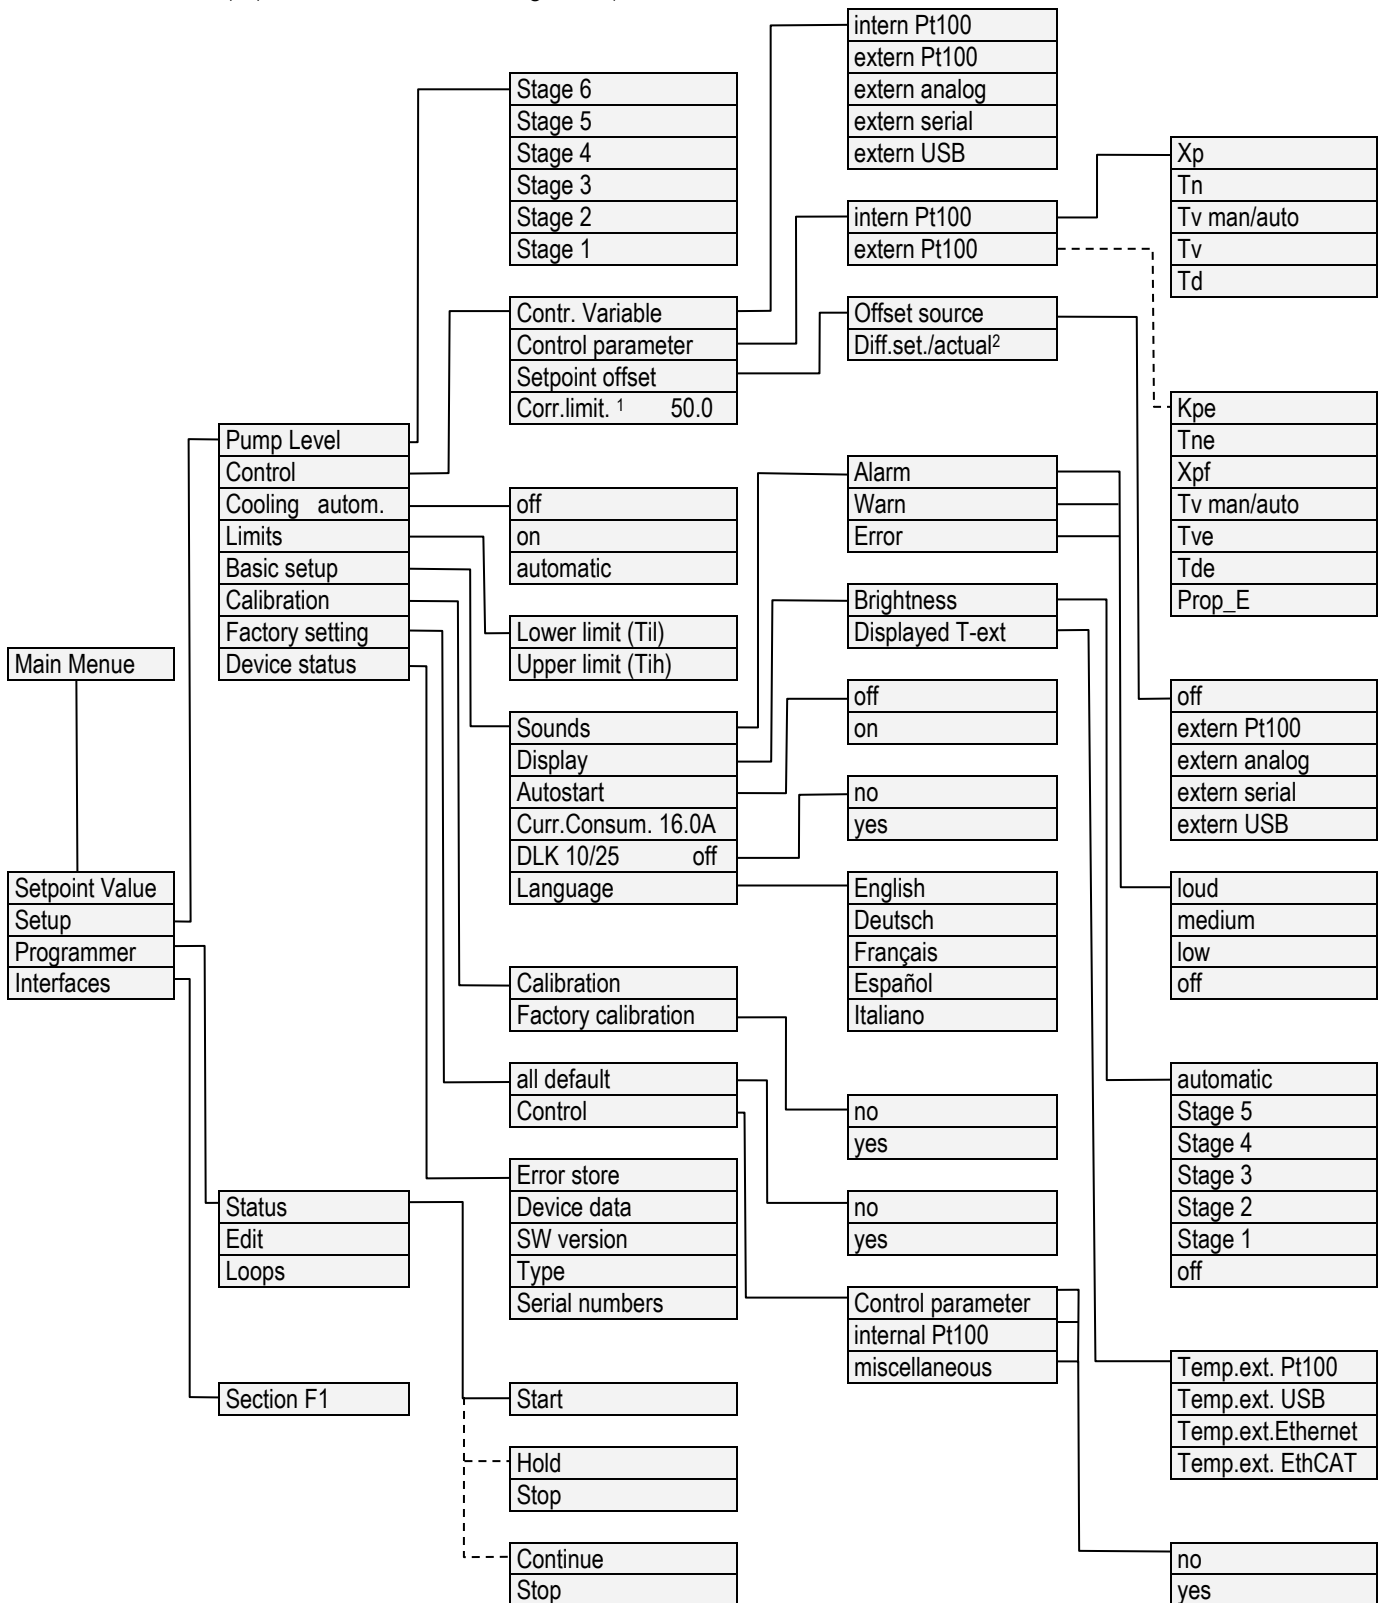 Main Menue
Setpoint Value
Setup
Programmer
Interfaces
Pump Level
Control
Cooling autom.
Limits
Basic setup
Calibration
Factory setting
Device status
Status
Edit
Loops
Section F1
Stage 6
Stage 5
Stage 4
Stage 3
Stage 2
Stage 1
Contr. Variable
Control parameter
Setpoint offset
Corr.limit. 1 50.0
off
on
automatic
Lower limit (Til)
Upper limit (Tih)
Sounds
Display
Autostart
Curr.Consum. 16.0A
DLK 10/25 off
Language
Calibration
Factory calibration
all default
Control
Error store
Device data
SW version
Type
Serial numbers
Start
Hold
Stop
Continue
Stop
intern Pt100
extern Pt100
extern analog
extern serial
extern USB
intern Pt100
extern Pt100
Offset source
Diff.set./actual2
Alarm
Warn
Error
Brightness
Displayed T-ext
off
on
no
yes
English
Deutsch
Français
Español
Italiano
no
yes
no
yes
Control parameter
internal Pt100
miscellaneous
Xp
Tn
Tv man/auto
Tv
Td
Kpe
Tne
Xpf
Tv man/auto
Tve
Tde
Prop_E
off
extern Pt100
extern analog
extern serial
extern USB
loud
medium
low
off
automatic
Stage 5
Stage 4
Stage 3
Stage 2
Stage 1
off
Temp.ext. Pt100
Temp.ext. USB
Temp.ext.Ethernet
Temp.ext. EthCAT
no
yes